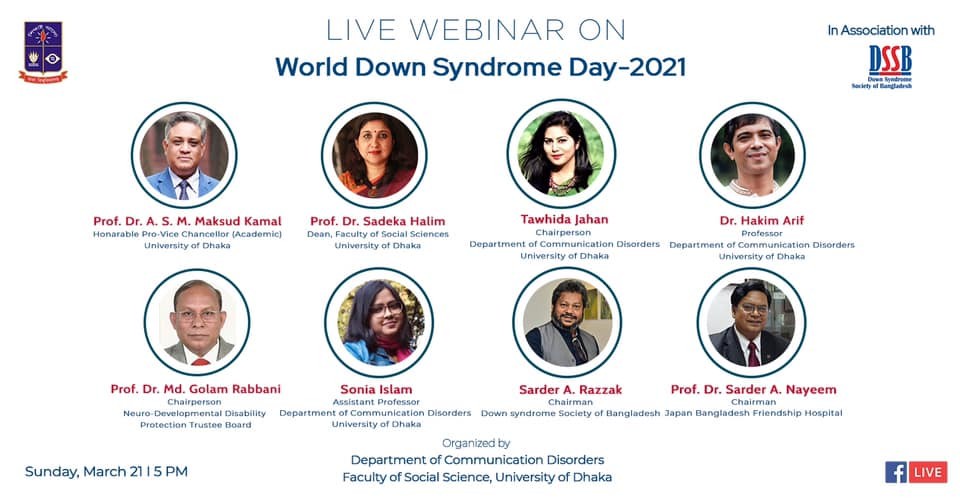 LIVE WEBINAR ON
World Down Syndrome Day-2021
In Association with
DSSB
Down Syndrome
Society of Bangladesh
Prof. Dr. A. S. M. Maksud Kamal
Honarable Pro-Vice Chancellor (Academic)
University of Dhaka
Prof. Dr. Sadeka Halim
Dean, Faculty of Social Sciences
University of Dhaka
Tawhida Jahan
Chairperson
Department of Communication Disorders
University of Dhaka
Dr. Hakim Arif
Professor
Department of Communication Disorders
University of Dhaka
Prof. Dr. Md. Golam Rabbani
Chairperson
Neuro-Developmental Disability
Protection Trustee Board
Sonia Islam
Assistant Professor
Department of Communication Disorders
University of Dhaka
Sarder A. Razzak
Chairman
Down syndrome Society of Bangladesh
Prof. Dr. Sarder A. Nayeem
Chairman
Japan Bangladesh Friendship Hospital
Organized by
Department of Communication Disorders
Faculty of Social Science, University of Dhaka
Sunday, March 21 I 5 PM
f LIVE